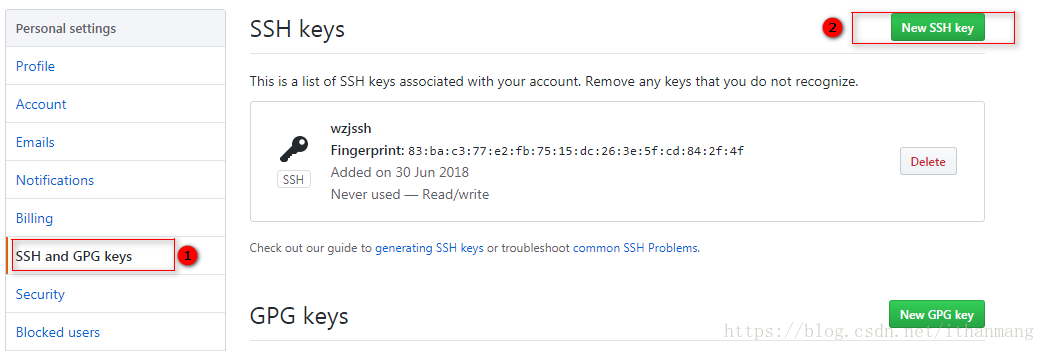 Personal settings
Profile
Account
Emails
Notifications
Billing
SSH and GPG keys
1
Security
Blocked users
SSH keys
2
New SSH key
This is a list of SSH keys associated with your account. Remove any keys that you do not recognize.
wzjssh
Fingerprint: 83:ba:c3:77:e2:fb:75:15:dc:26:3e:5f:cd:84:2f:4f
SSH
Added on 30 Jun 2018
Never used — Read/write
Delete
Check out our guide to generating SSH keys or troubleshoot common SSH Problems.
GPG keys
New GPG key
https://blog.csdn.net/ithanmang